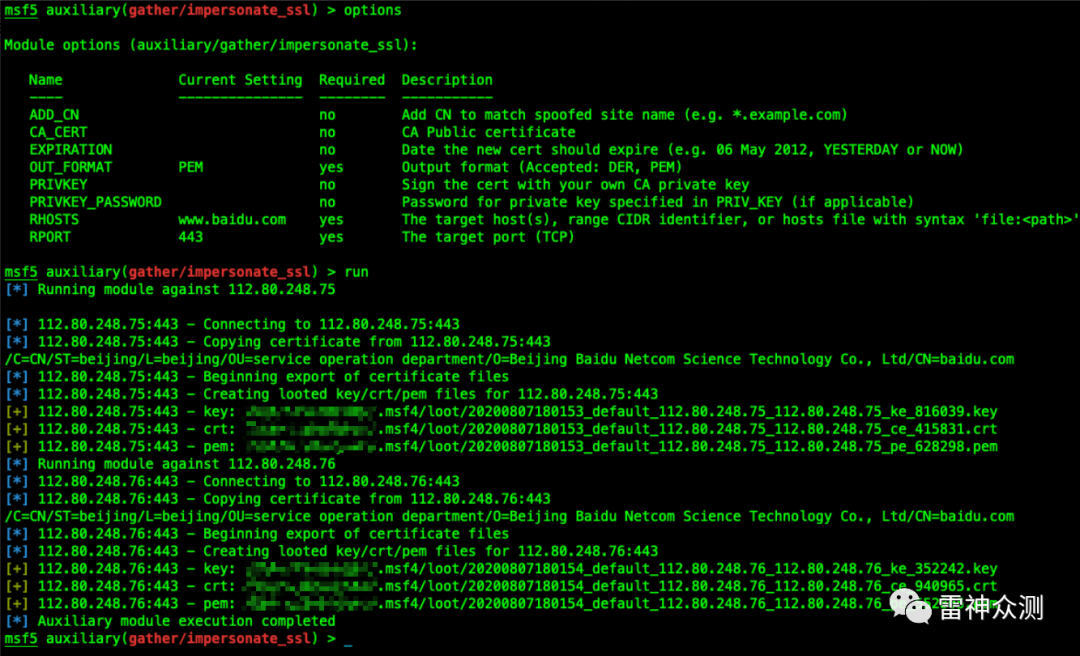 msf5 auxiliary(gather/impersonate_ssl) > options
Module options (auxiliary/gather/impersonate_ssl):
Name Current Setting Required Description
---- --------------- -------- -----------
ADD_CN no Add CN to match spoofed site name (e.g. *.example.com)
CA_CERT no CA Public certificate
EXPIRATION no Date the new cert should expire (e.g. 06 May 2012, YESTERDAY or NOW)
OUT_FORMAT PEM yes Output format (Accepted: DER, PEM)
PRIVKEY no Sign the cert with your own CA private key
PRIVKEY_PASSWORD no Password for private key specified in PRIV_KEY (if applicable)
RHOSTS www.baidu.com yes The target host(s), range CIDR identifier, or hosts file with syntax 'file:<path>'
RPORT 443 yes The target port (TCP)
msf5 auxiliary(gather/impersonate_ssl) > run
[*] Running module against 112.80.248.75
[*] 112.80.248.75:443 - Connecting to 112.80.248.75:443
[*] 112.80.248.75:443 - Copying certificate from 112.80.248.75:443
/C=CN/ST=beijing/L=beijing/OU=service operation department/O=Beijing Baidu Netcom Science Technology Co., Ltd/CN=baidu.com
[*] 112.80.248.75:443 - Beginning export of certificate files
[*] 112.80.248.75:443 - Creating looted key/crt/pem files for 112.80.248.75:443
[+] 112.80.248.75:443 - key: .msf4/loot/20200807180153_default_112.80.248.75_112.80.248.75_ke_816039.key
[+] 112.80.248.75:443 - crt: .msf4/loot/20200807180153_default_112.80.248.75_112.80.248.75_ce_415831.crt
[+] 112.80.248.75:443 - pem: .msf4/loot/20200807180153_default_112.80.248.75_112.80.248.75_pe_628298.pem
[*] Running module against 112.80.248.76
[*] 112.80.248.76:443 - Connecting to 112.80.248.76:443
[*] 112.80.248.76:443 - Copying certificate from 112.80.248.76:443
/C=CN/ST=beijing/L=beijing/OU=service operation department/O=Beijing Baidu Netcom Science Technology Co., Ltd/CN=baidu.com
[*] 112.80.248.76:443 - Beginning export of certificate files
[*] 112.80.248.76:443 - Creating looted key/crt/pem files for 112.80.248.76:443
[+] 112.80.248.76:443 - key: .msf4/loot/20200807180154_default_112.80.248.76_112.80.248.76_ke_352242.key
[+] 112.80.248.76:443 - crt: .msf4/loot/20200807180154_default_112.80.248.76_112.80.248.76_ce_940965.crt
[+] 112.80.248.76:443 - pem: .msf4/loot/20200807180154_default_112.80.248.76_112.80.248.76
[*] Auxiliary module execution completed
msf5 auxiliary(gather/impersonate_ssl) > _
雷神众测